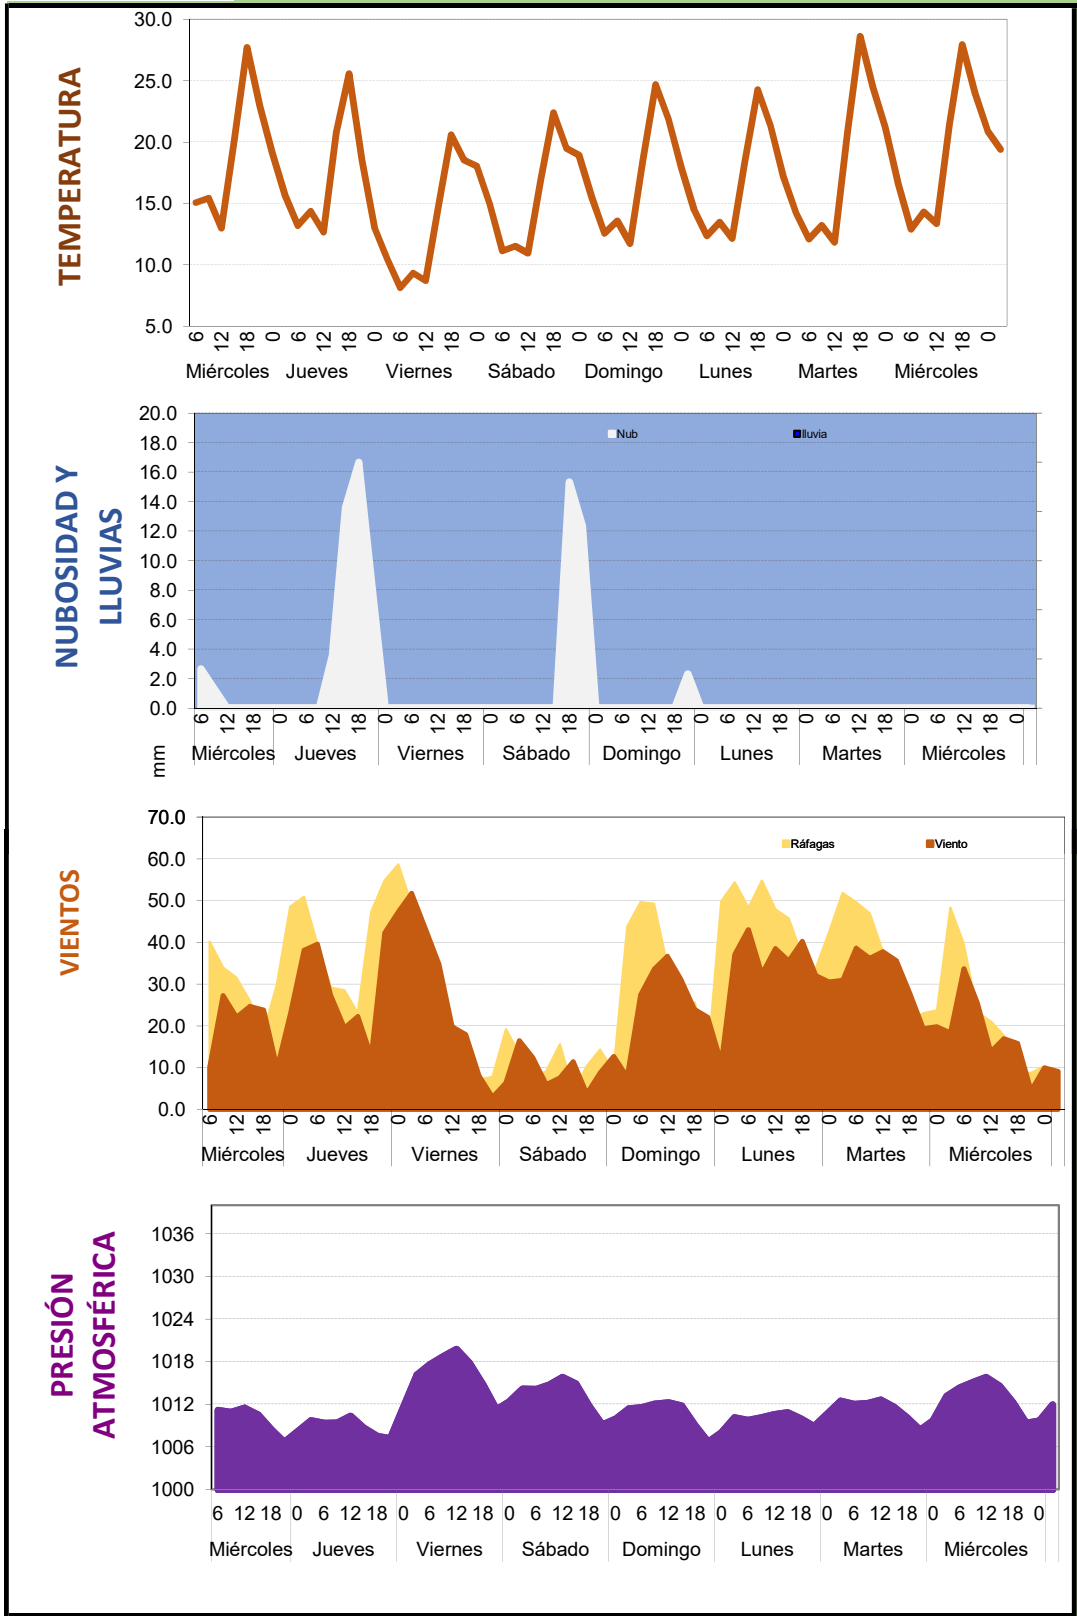 TEMPERATURA
30.0
25.0
20.0
15.0
10.0
5.0
6 12 18 0 6 12 18 0 6 12 18 0 6 12 18 0 6 12 18 0 6 12 18 0 6 12 18 0 6 12 18 0
Miércoles Jueves Viernes Sábado Domingo Lunes Martes Miércoles
NUBOSIDAD Y
LLUVIAS
20.0
18.0
16.0
14.0
12.0
10.0
8.0
6.0
4.0
2.0
0.0
Nub lluvia
mm
6 12 18 0 6 12 18 0 6 12 18 0 6 12 18 0 6 12 18 0 6 12 18 0 6 12 18 0 6 12 18 0
Miércoles Jueves Viernes Sábado Domingo Lunes Martes Miércoles
VIENTOS
70.0
60.0
50.0
40.0
30.0
20.0
10.0
0.0
Ráfagas Viento
6 12 18 0 6 12 18 0 6 12 18 0 6 12 18 0 6 12 18 0 6 12 18 0 6 12 18 0 6 12 18 0
Miércoles Jueves Viernes Sábado Domingo Lunes Martes Miércoles
PRESIÓN
ATMOSFÉRICA
1036
1030
1024
1018
1012
1006
1000
6 12 18 0 6 12 18 0 6 12 18 0 6 12 18 0 6 12 18 0 6 12 18 0 6 12 18 0 6 12 18 0
Miércoles Jueves Viernes Sábado Domingo Lunes Martes Miércoles